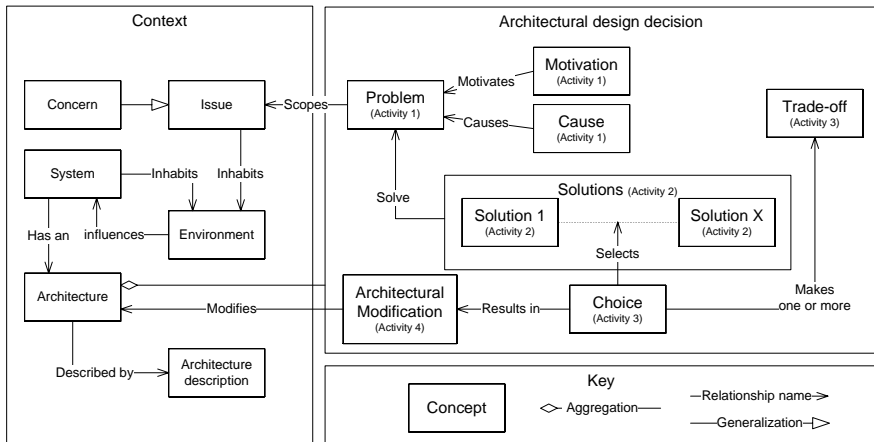 Context
Architectural design decision
Concern
Issue
Scopes
Problem
(Activity 1)
Motivates
Motivation
(Activity 1)
Causes
Cause
(Activity 1)
Trade-off
(Activity 3)
System
Inhabits
Inhabits
Has an
influences
Environment
Solve
Solutions (Activity 2)
Solution 1
(Activity 2)
Solution X
(Activity 2)
Selects
Architecture
Modifies
Architectural
Modification
(Activity 4)
Results in
Choice
(Activity 3)
Makes
one or more
Described by
Architecture
description
Key
Concept
Aggregation
Relationship name
Generalization